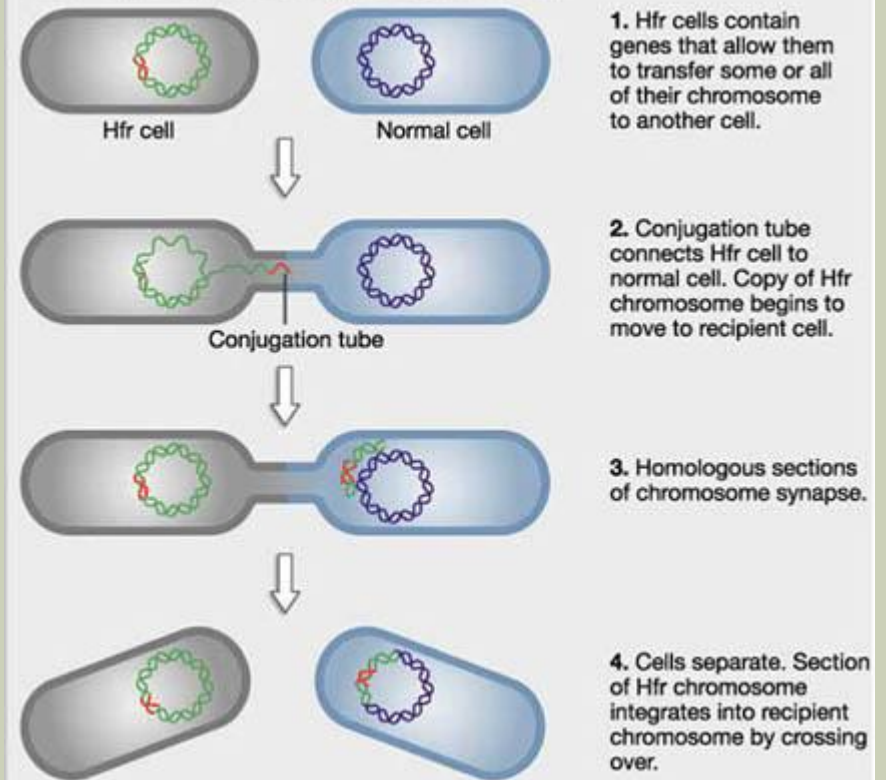 1. Hfr cells contain
genes that allow them
to transfer some or all
of their chromosome
to another cell.
Hfr cell
Normal cell
2. Conjugation tube
connects Hfr cell to
normal cell. Copy of Hfr
chromosome begins to
move to recipient cell.
Conjugation tube
3. Homologous sections
of chromosome synapse.
4. Cells separate. Section
of Hfr chromosome
integrates into recipient
chromosome by crossing
over.